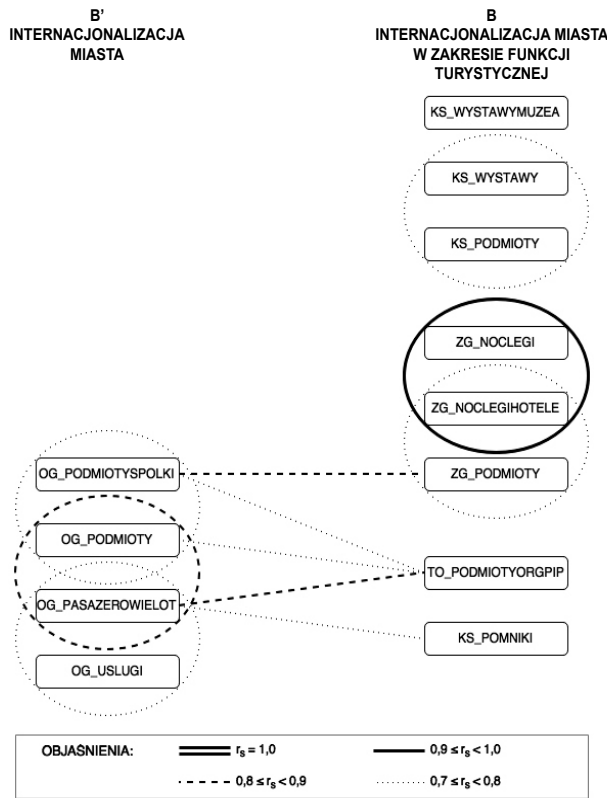 B'
INTERNACJONALIZACJA
MIASTA
B
INTERNACJONALIZACJA MIASTA
W ZAKRESIE FUNKCJI
TURYSTYCZNEJ
KS_WYSTAWYMUZEA
KS_WYSTAWY
KS_PODMIOTY
ZG_NOCLEGI
ZG_NOCLEGIHOTELE
OG_PODMIOTYSPOLKI
ZG_PODMIOTY
OG_PODMIOTY
TO_PODMIOTYORGPIP
OG_PASAZEROWIELOT
KS_POMNIKI
OG_USLUGI
OBJAŚNIENIA:
rs = 1,0
0,9 ≤ rs < 1,0
0,8 ≤ rs < 0,9
0,7 ≤ rs < 0,8